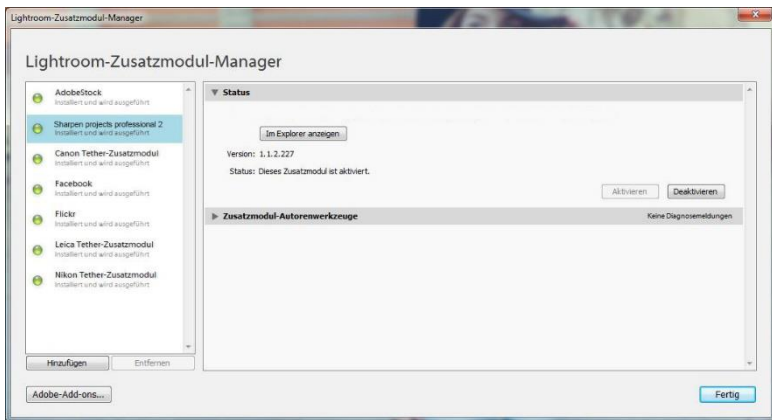 Lightroom-Zusatzmodul-Manager
Lightroom-Zusatzmodul-Manager
AdobeStock
Installiert und wird ausgeführt
Sharpen projects professional 2
Installiert und wird ausgeführt
Canon Tether-Zusatzmodul
Installiert und wird ausgeführt
Facebook
Installiert und wird ausgeführt
Flickr
Installiert und wird ausgeführt
Leica Tether-Zusatzmodul
Installiert und wird ausgeführt
Nikon Tether-Zusatzmodul
Installiert und wird ausgeführt
Hinzufügen Entfernen
Status
Im Explorer anzeigen
Version: 1.1.2.227
Status: Dieses Zusatzmodul ist aktiviert.
Aktivieren Deaktivieren
Zusatzmodul-Autorenwerkzeuge Keine Diagnosemeldungen
Adobe-Add-ons... Fertig